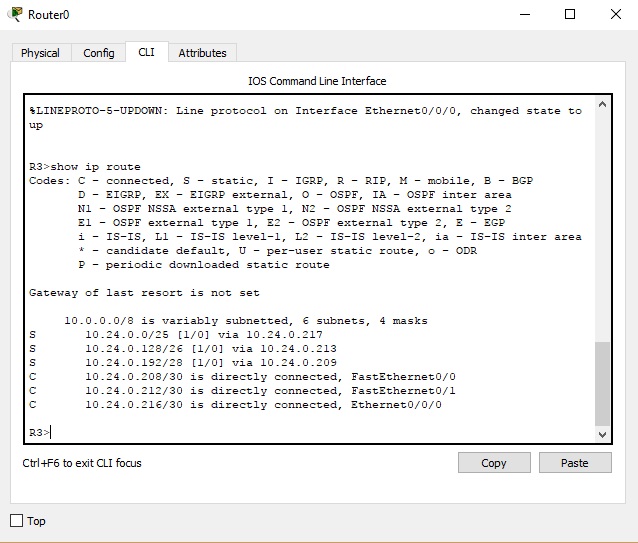 Router0
Physical Config CLI Attributes
IOS Command Line Interface
%LINEPROTO-5-UPDOWN: Line protocol on Interface Ethernet0/0/0, changed state to
up
R3>show ip route
Codes: C - connected, S - static, I - IGRP, R - RIP, M - mobile, B - BGP
D - EIGRP, EX - EIGRP external, O - OSPF, IA - OSPF inter area
N1 - OSPF NSSA external type 1, N2 - OSPF NSSA external type 2
E1 - OSPF external type 1, E2 - OSPF external type 2, E - EGP
i - IS-IS, L1 - IS-IS level-1, L2 - IS-IS level-2, ia - IS-IS inter area
* - candidate default, U - per-user static route, o - ODR
P - periodic downloaded static route
Gateway of last resort is not set
10.0.0.0/8 is variably subnetted, 6 subnets, 4 masks
S 10.24.0.0/25 [1/0] via 10.24.0.217
S 10.24.0.128/26 [1/0] via 10.24.0.213
S 10.24.0.192/28 [1/0] via 10.24.0.209
C 10.24.0.208/30 is directly connected, FastEthernet0/0
C 10.24.0.212/30 is directly connected, FastEthernet0/1
C 10.24.0.216/30 is directly connected, Ethernet0/0/0
R3>
Ctrl+F6 to exit CLI focus
Copy Paste
Top